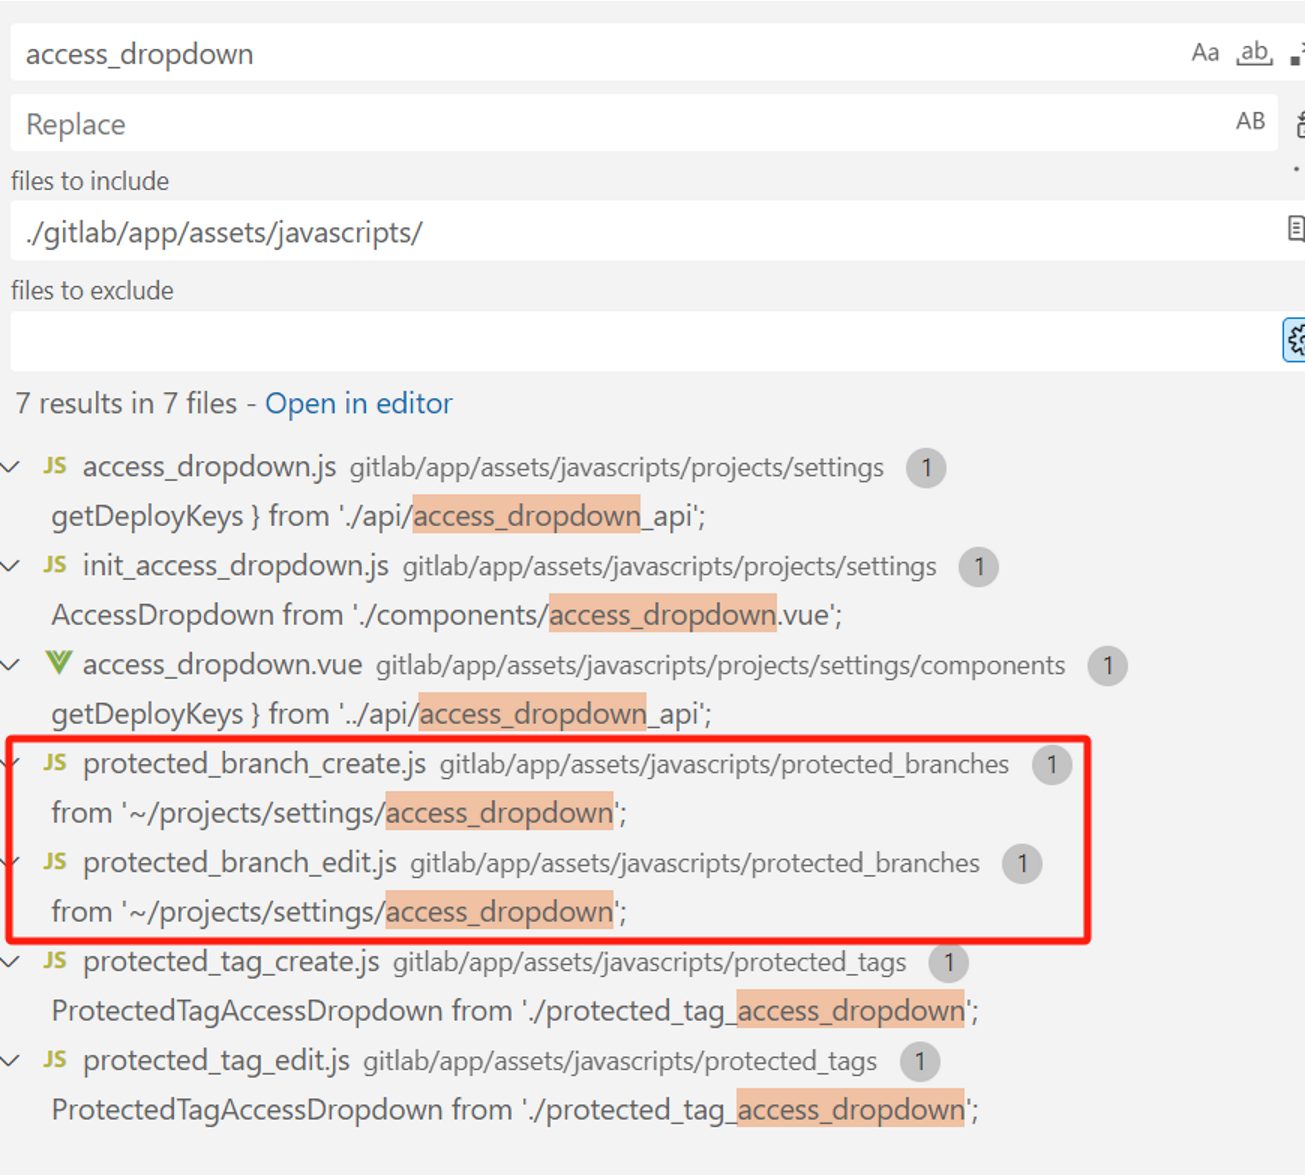 access_dropdown Aa ab
Replace AB
files to include
./gitlab/app/assets/javascripts/
files to exclude
7 results in 7 files - Open in editor
JS access_dropdown.js gitlab/app/assets/javascripts/projects/settings 1
getDeployKeys } from './api/access_dropdown_api';
JS init_access_dropdown.js gitlab/app/assets/javascripts/projects/settings 1
AccessDropdown from './components/access_dropdown.vue';
access_dropdown.vue gitlab/app/assets/javascripts/projects/settings/components 1
getDeployKeys } from '../api/access_dropdown_api';
JS protected_branch_create.js gitlab/app/assets/javascripts/protected_branches 1
from '~/projects/settings/access_dropdown';
JS protected_branch_edit.js gitlab/app/assets/javascripts/protected_branches 1
from '~/projects/settings/access_dropdown';
JS protected_tag_create.js gitlab/app/assets/javascripts/protected_tags 1
ProtectedTagAccessDropdown from './protected_tag_access_dropdown';
JS protected_tag_edit.js gitlab/app/assets/javascripts/protected_tags 1
ProtectedTagAccessDropdown from './protected_tag_access_dropdown';